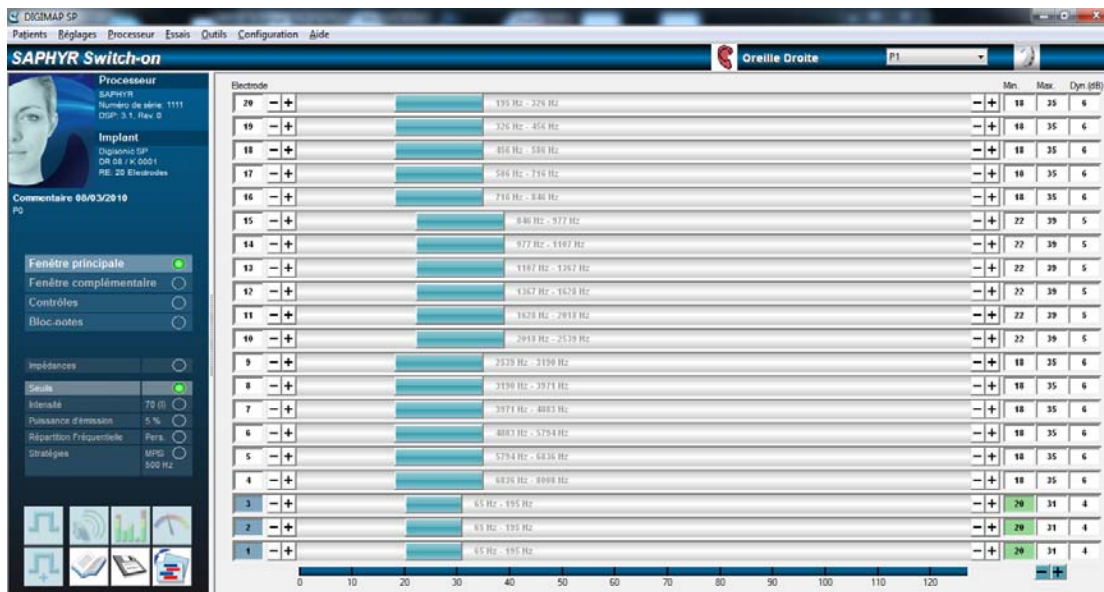 DIGIMAP SP
Patients Réglages Processeur Essais Outils Configuration Aide
SAPHYR Switch-on
Oreille Droite
P1
Processeur
SAPHYR
Numéro de série: 1111
DSP: 3.1, Rev. 0
Implant
Digisonic SP
DR 08 / K 0001
RE: 20 Electrodes
Commentaire 08/03/2010
P0
Fenêtre principale
Fenêtre complémentaire
Contrôles
Bloc-notes
Impédances
Seuils
Intensité 70 (I)
Puissance d'émission 5 %
Répartition Fréquentielle Pers.
Stratégies MPIS
500 Hz
Electrode Min. Max. Dyn.(dB)
20 - + 195 Hz - 326 Hz - + 18 35 6
19 - + 326 Hz - 456 Hz - + 18 35 6
18 - + 456 Hz - 586 Hz - + 18 35 6
17 - + 586 Hz - 716 Hz - + 18 35 6
16 - + 716 Hz - 846 Hz - + 18 35 6
15 - + 846 Hz - 977 Hz - + 22 39 5
14 - + 977 Hz - 1107 Hz - + 22 39 5
13 - + 1107 Hz - 1367 Hz - + 22 39 5
12 - + 1367 Hz - 1628 Hz - + 22 39 5
11 - + 1628 Hz - 2018 Hz - + 22 39 5
10 - + 2018 Hz - 2539 Hz - + 22 39 5
9 - + 2539 Hz - 3190 Hz - + 18 35 6
8 - + 3190 Hz - 3971 Hz - + 18 35 6
7 - + 3971 Hz - 4883 Hz - + 18 35 6
6 - + 4883 Hz - 5794 Hz - + 18 35 6
5 - + 5794 Hz - 6836 Hz - + 18 35 6
4 - + 6836 Hz - 8008 Hz - + 18 35 6
3 - + 65 Hz - 195 Hz - + 20 31 4
2 - + 65 Hz - 195 Hz - + 20 31 4
1 - + 65 Hz - 195 Hz - + 20 31 4
0 10 20 30 40 50 60 70 80 90 100 110 120 - +